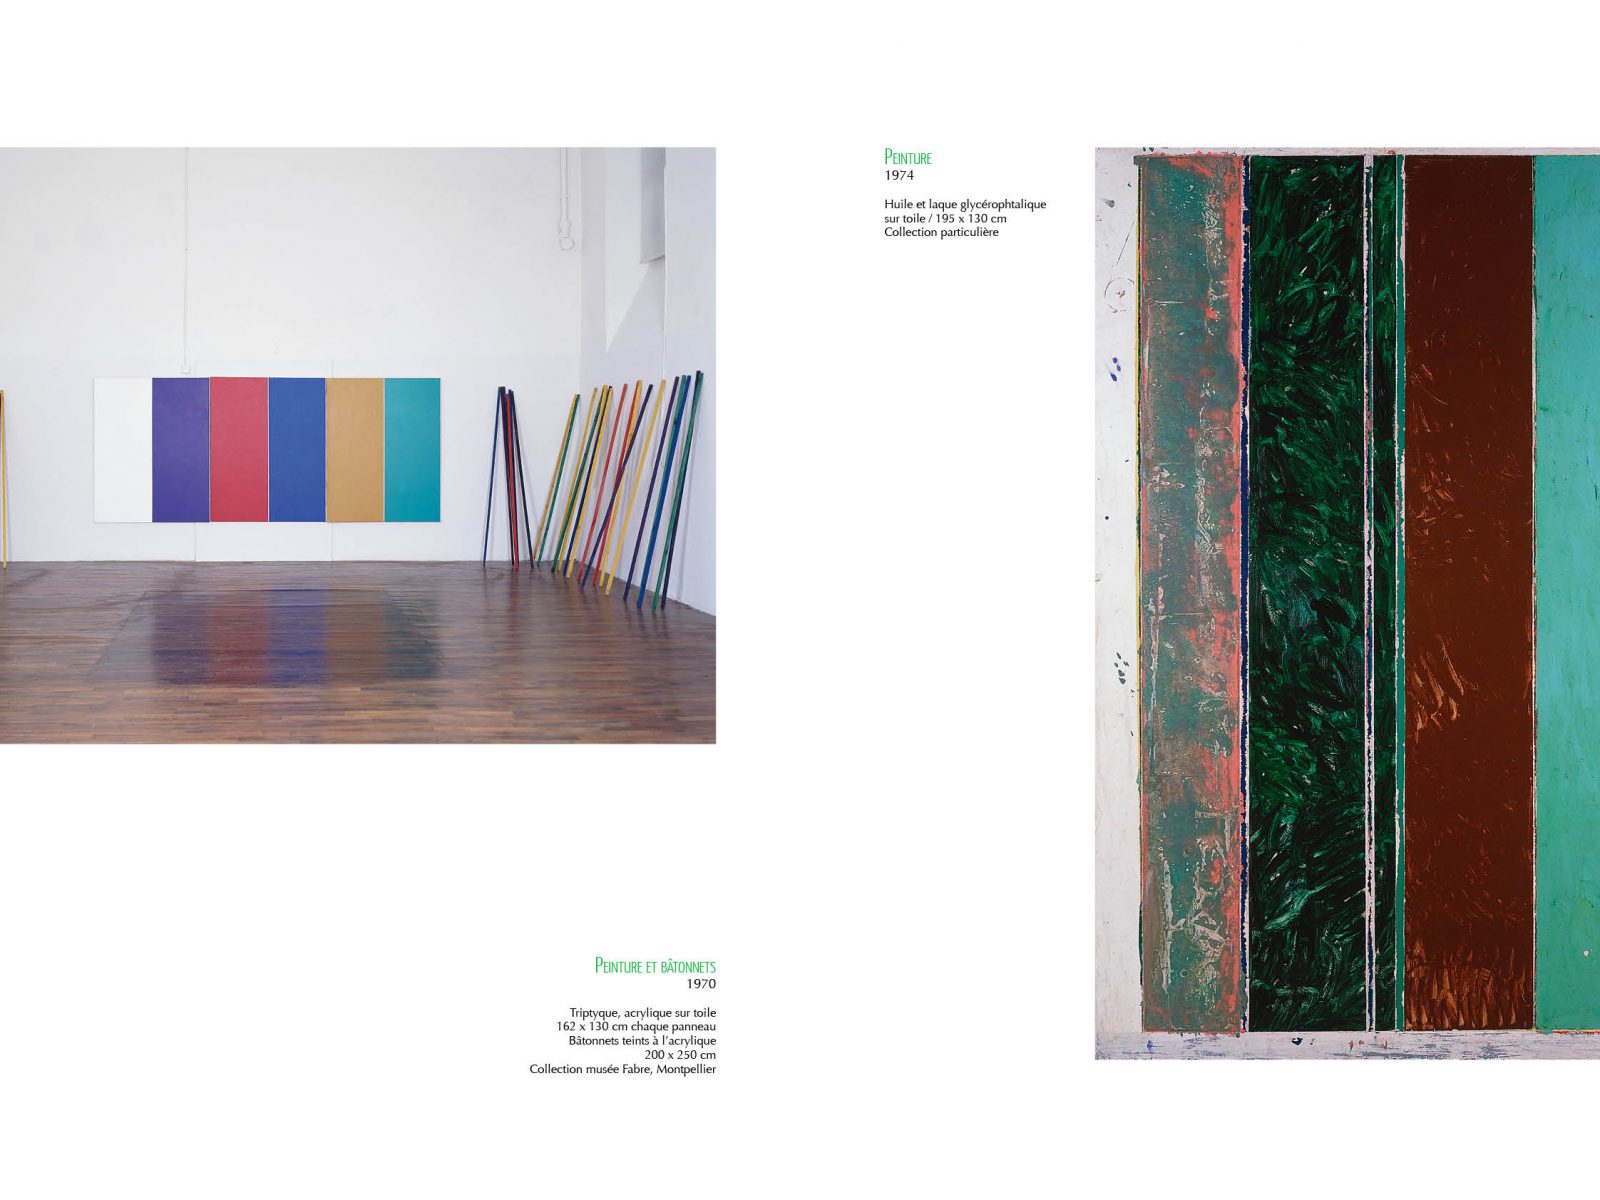 Peinture
1974
Huile et laque glycérophtalique
sur toile / 195 x 130 cm
Collection particulière
Peinture et bâtonnets
1970
Triptyque, acrylique sur toile
162 x 130 cm chaque panneau
Bâtonnets teints à l'acrylique
200 x 250 cm
Collection musée Fabre, Montpellier